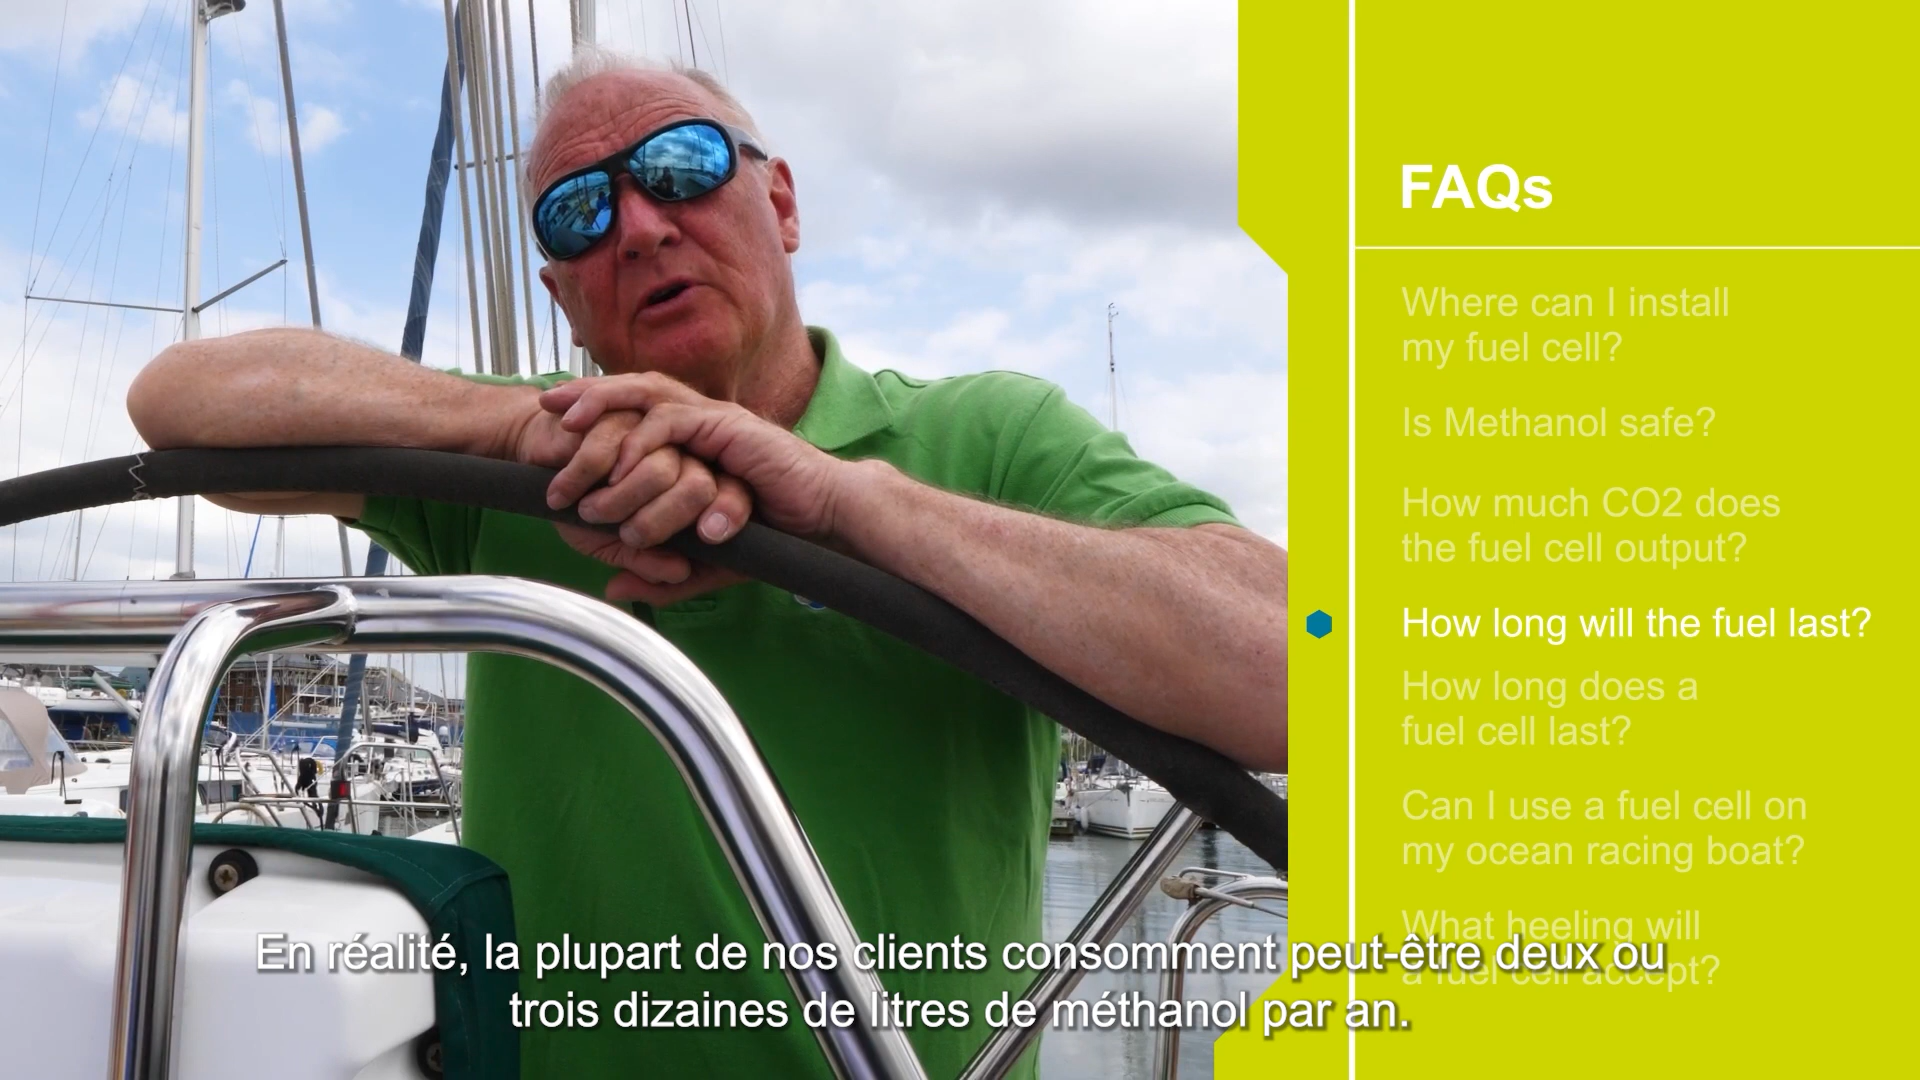 FAQs
Where can I install
my fuel cell?
Is Methanol safe?
How much CO2 does
the fuel cell output?
How long will the fuel last?
How long does a
fuel cell last?
Can I use a fuel cell on
my ocean racing boat?
What heeling will
a fuel cell accept?
En réalité, la plupart de nos clients consomment peut-être deux ou
trois dizaines de litres de méthanol par an.